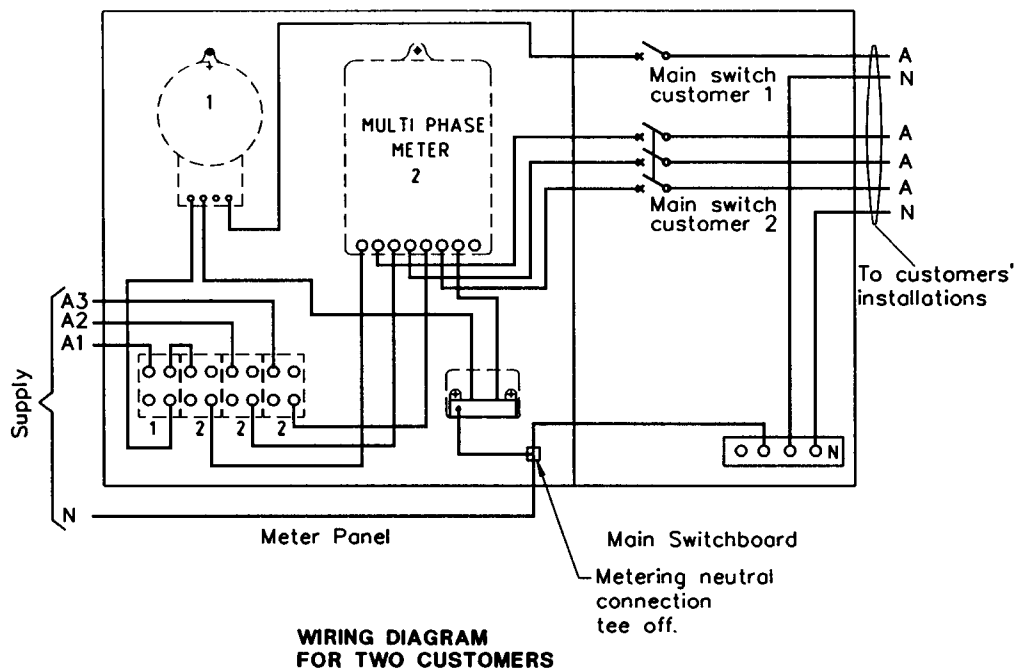 1
MULTI PHASE
METER
2
Main switch
customer 1
A
N
A
A
A
N
Main switch
customer 2
To customers'
installations
Supply
A3
A2
A1
1
2
2
2
N
N
Meter Panel
Main Switchboard
Metering neutral
connection
tee off.
WIRING DIAGRAM
FOR TWO CUSTOMERS